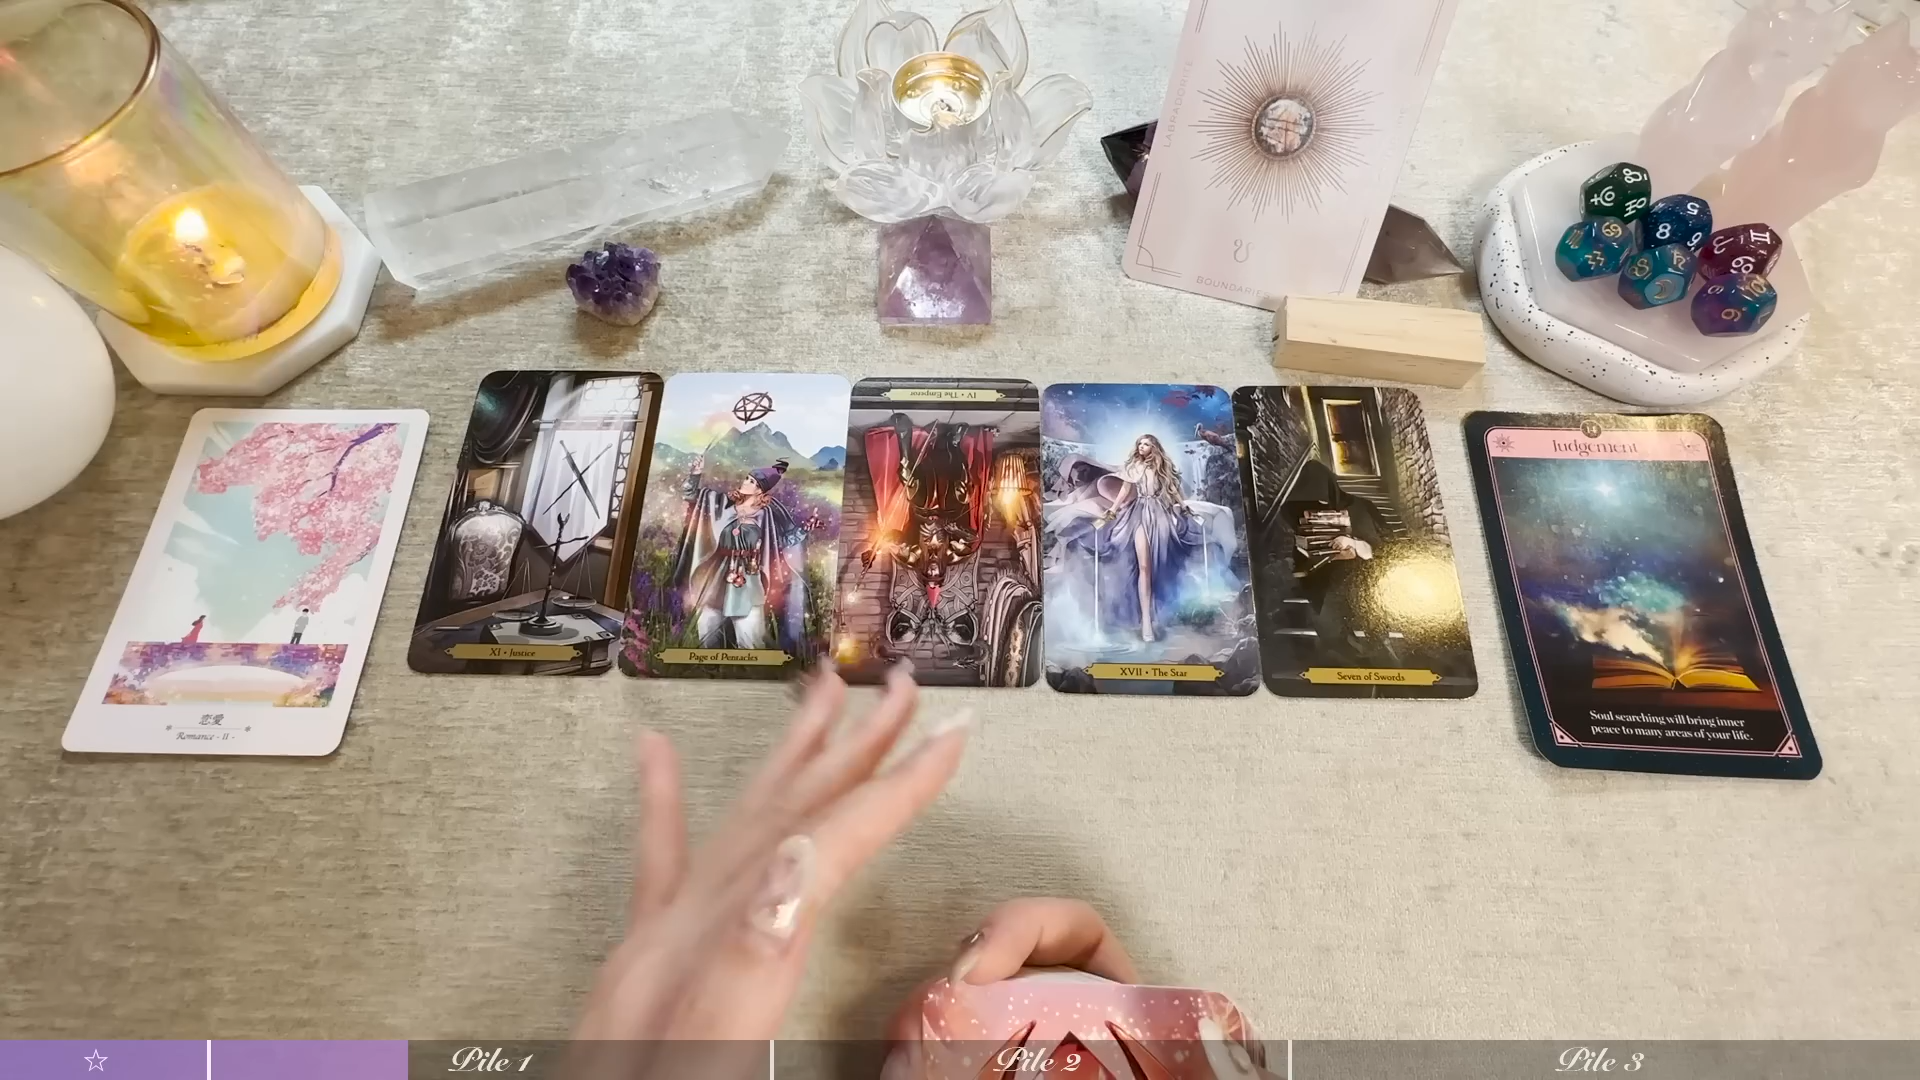 LABRADORITE
BOUNDARIES
恋愛
Romance - II -
XI • Justice
Page of Pentacles
IV • The Emperor
XVII • The Star
Seven of Swords
14
Judgement
Soul searching will bring inner
peace to many areas of your life.
☆ Pile 1 Pile 2 Pile 3